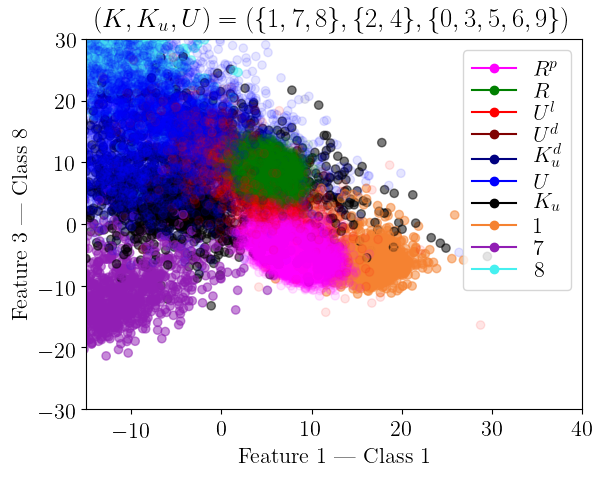 (K, K_u, U) = ({1, 7, 8}, {2, 4}, {0, 3, 5, 6, 9})
30
20
10
0
−10
−20
−30
Feature 3 — Class 8
R^p
R
U^l
U^d
K_u^d
U
K_u
1
7
8
−10
0
10
20
30
40
Feature 1 — Class 1